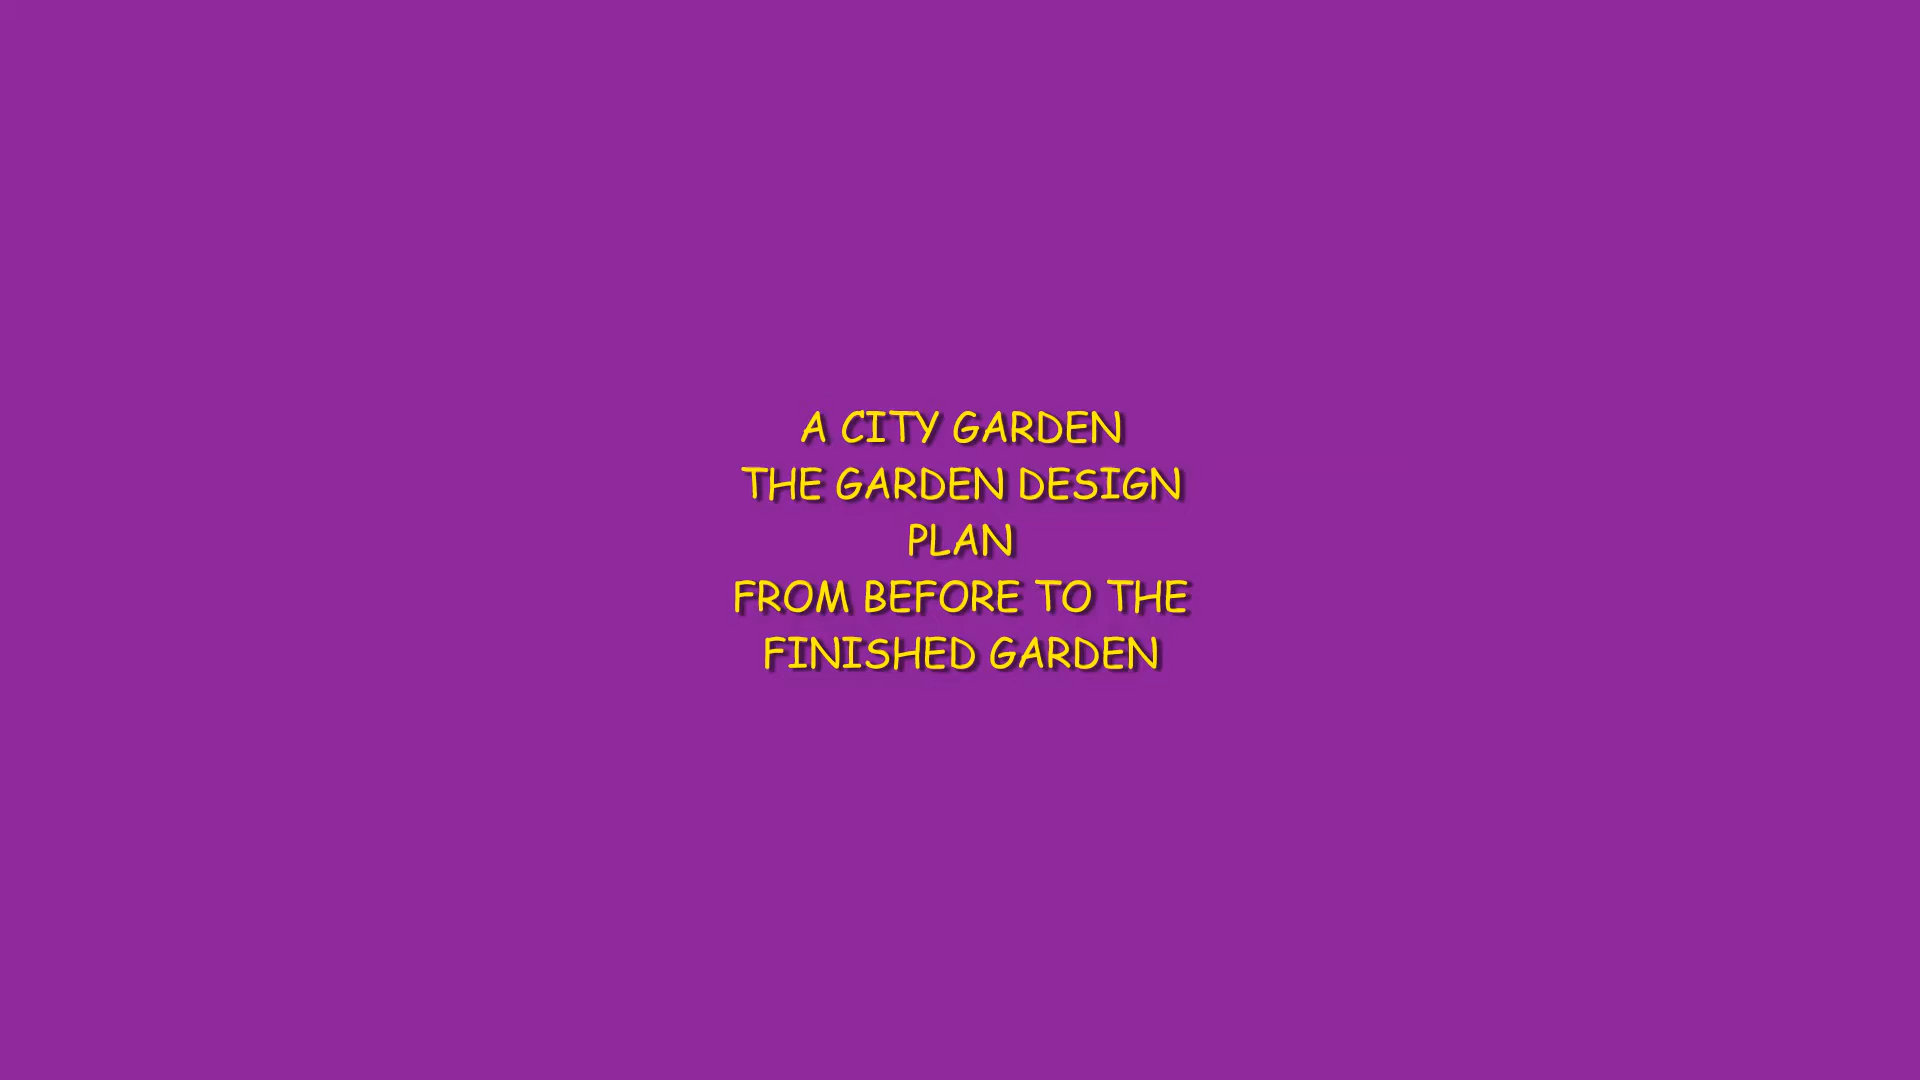 A CITY GARDEN
THE GARDEN DESIGN
PLAN
FROM BEFORE TO THE
FINISHED GARDEN